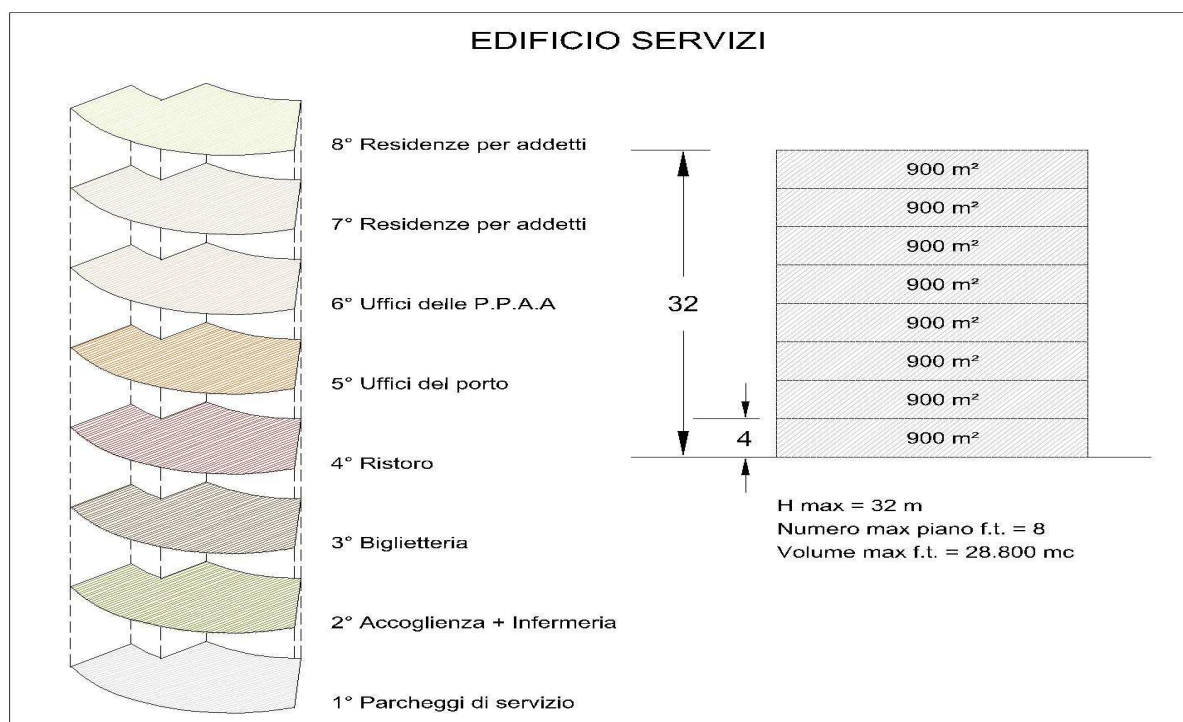 EDIFICIO SERVIZI
8° Residenze per addetti
7° Residenze per addetti
6° Uffici delle P.P.A.A
5° Uffici del porto
4° Ristoro
3° Biglietteria
2° Accoglienza + Infermeria
1° Parcheggi di servizio
32
4
900 m²
900 m²
900 m²
900 m²
900 m²
900 m²
900 m²
900 m²
H max = 32 m
Numero max piano f.t. = 8
Volume max f.t. = 28.800 mc